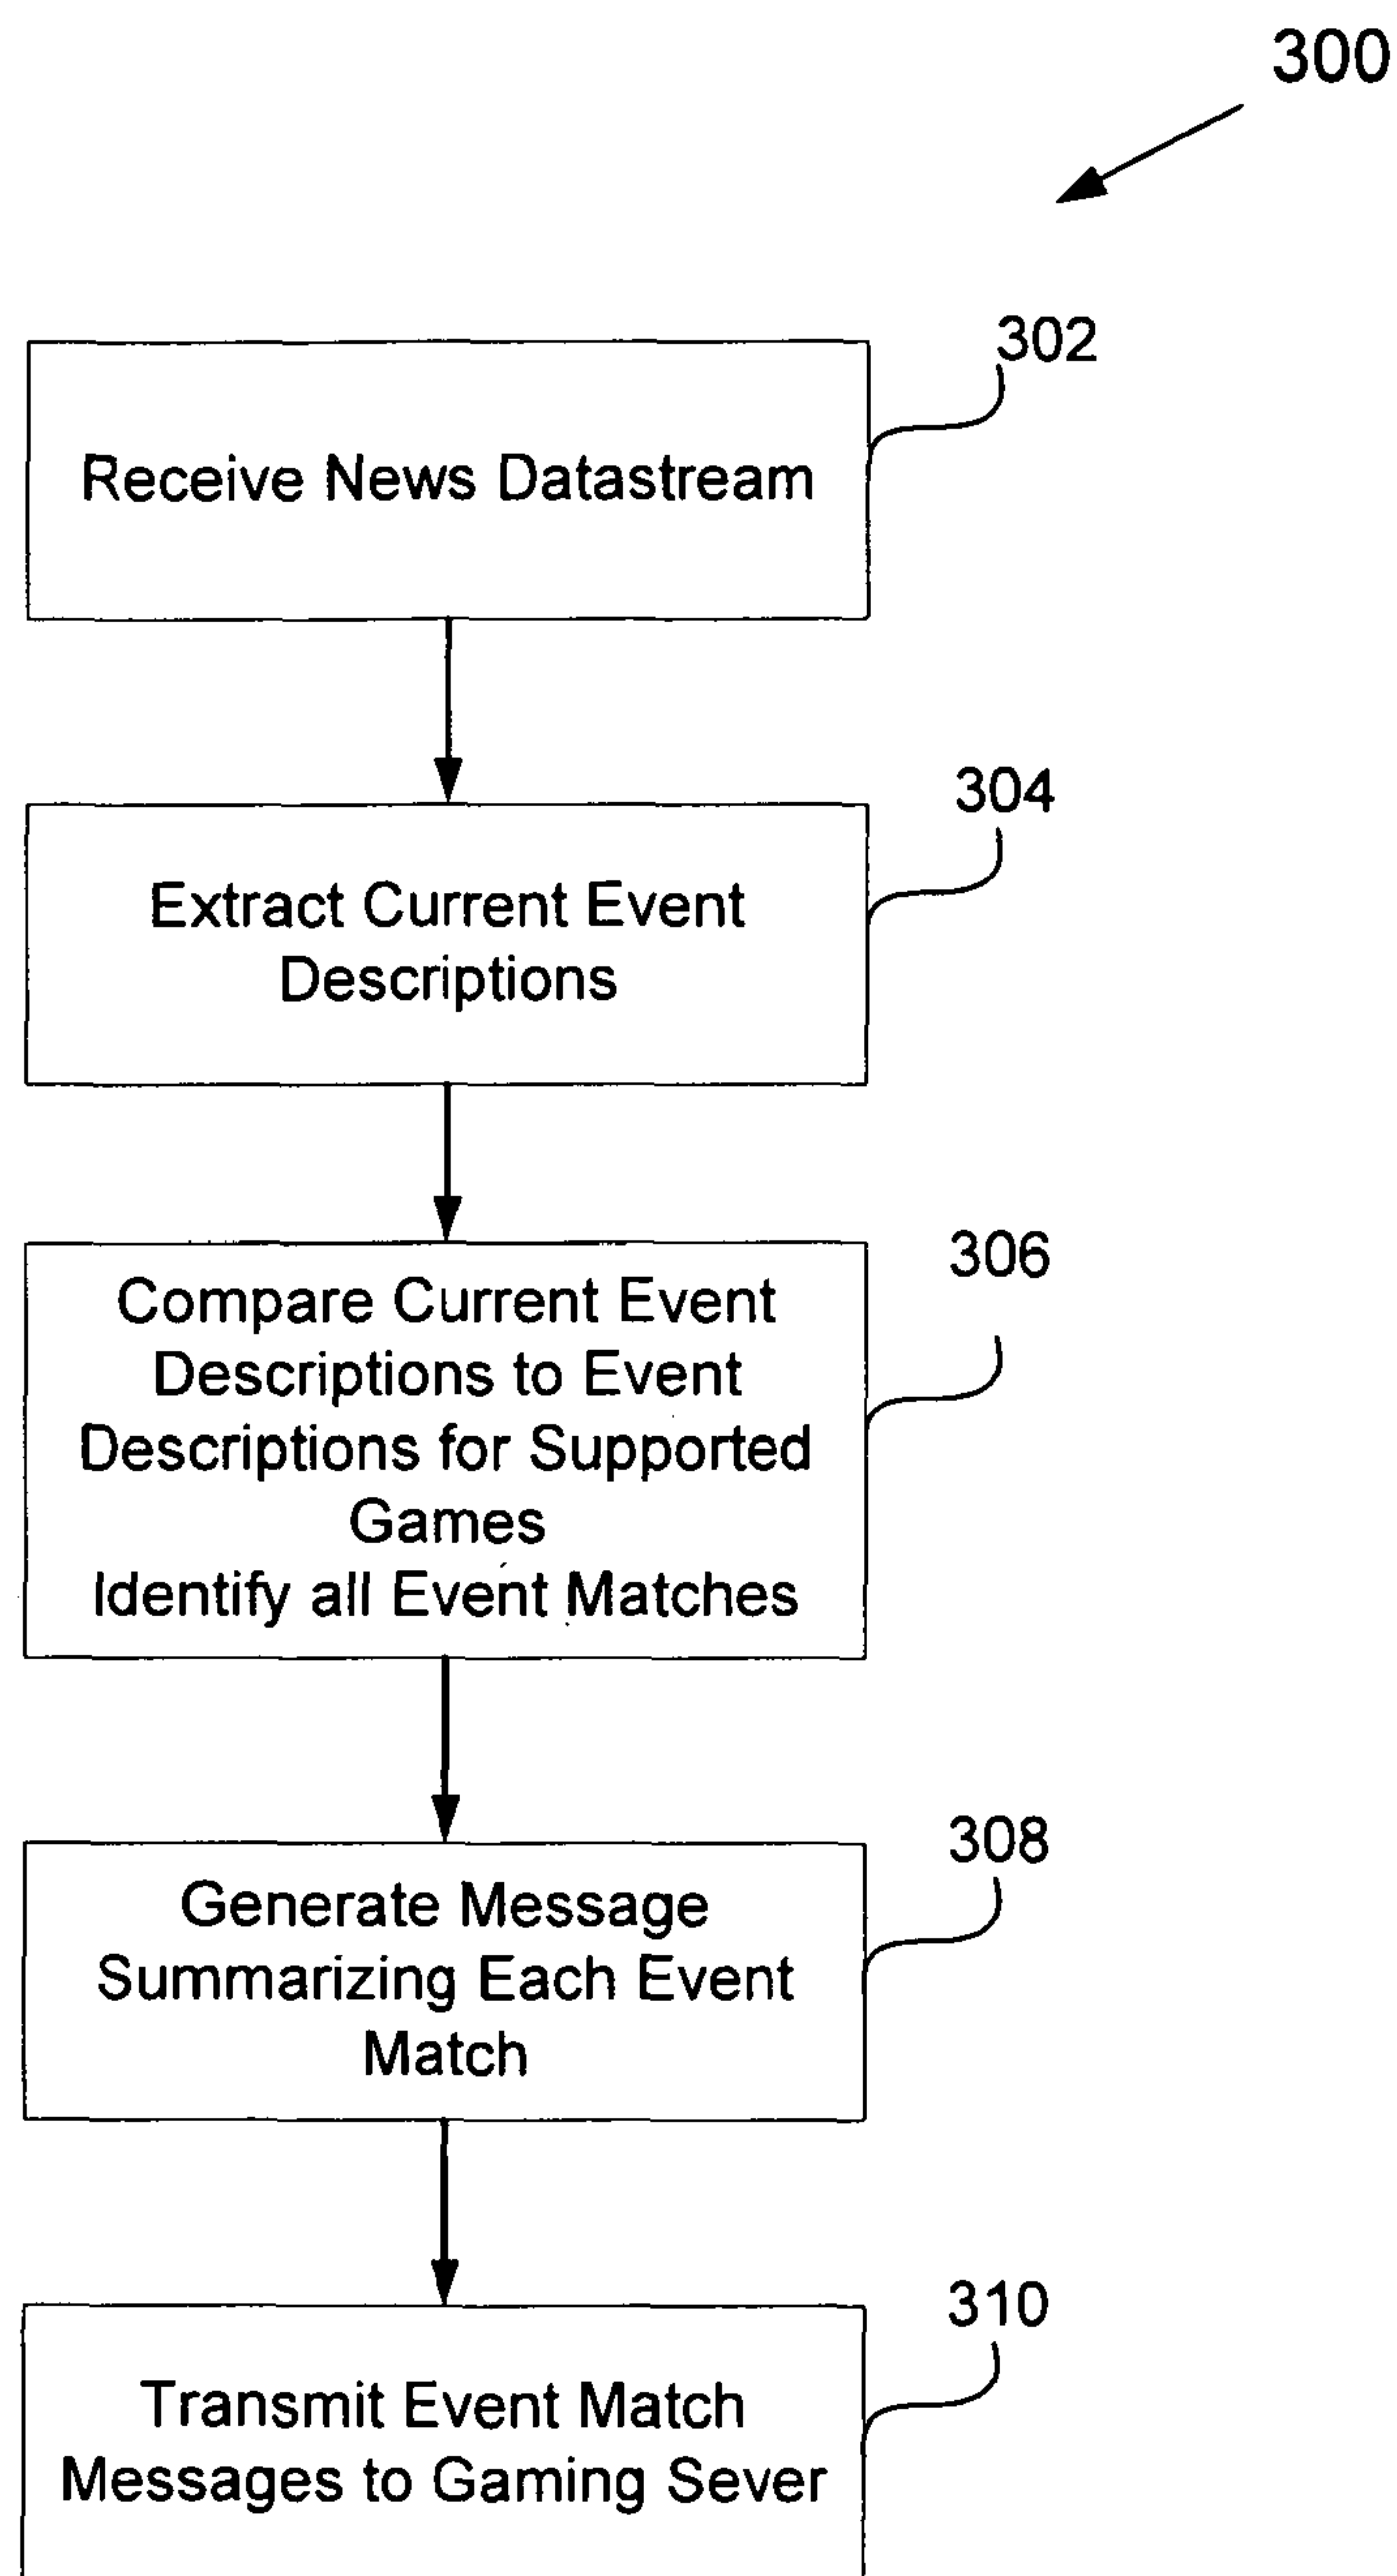 300
302
Receive News Datastream
304
Extract Current Event
Descriptions
306
Compare Current Event
Descriptions to Event
Descriptions for Supported
Games
Identify all Event Matches
308
Generate Message
Summarizing Each Event
Match
310
Transmit Event Match
Messages to Gaming Sever